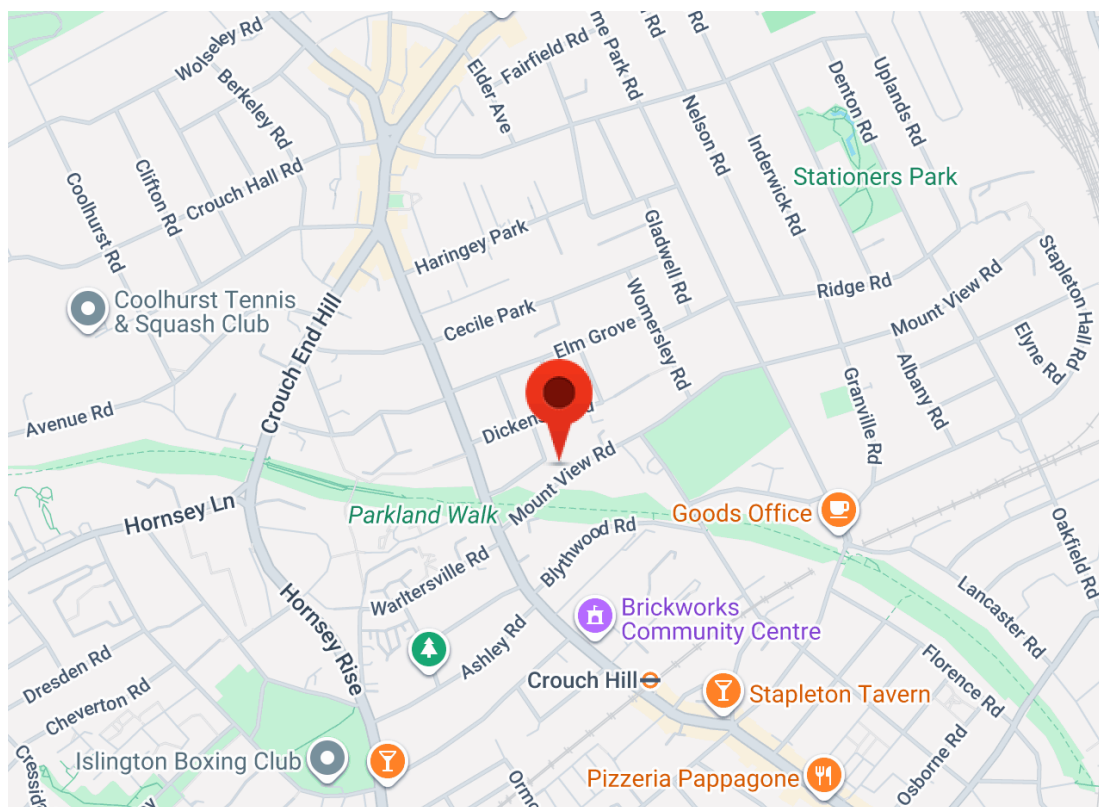 Wolseley Rd
Berkeley Rd
Elder Ave
Fairfield Rd
me Park Rd
Rd
Nelson Rd
Inderwick Rd
Denton Rd
Uplands Rd
Stationers Park
Clifton Rd
Crouch Hall Rd
Coolhurst Rd
Haringey Park
Gladwell Rd
Womersley Rd
Ridge Rd
Mount View Rd
Stapleton Hall Rd
Coolhurst Tennis
& Squash Club
Crouch End Hill
Cecile Park
Elm Grove
Elyne Rd
Albany Rd
Granville Rd
Avenue Rd
Mount View Rd
Hornsey Ln
Parkland Walk
Goods Office
Oakfield Rd
Blythwood Rd
Warltersville Rd
Hornsey Rise
Ashley Rd
Brickworks
Community Centre
Lancaster Rd
Florence Rd
Dresden Rd
Cheverton Rd
Crouch Hill
Stapleton Tavern
Osborne Rd
Islington Boxing Club
Pizzeria Pappagone